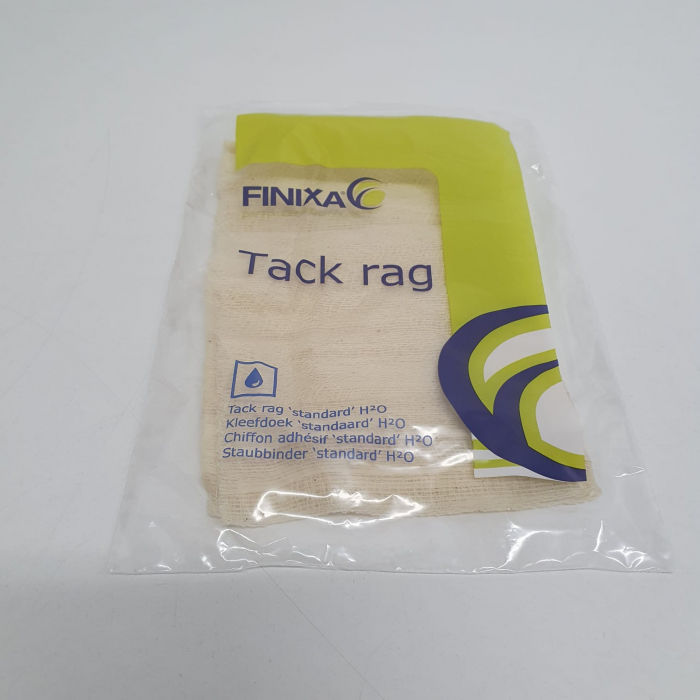 FINIXA
Tack rag
Tack rag ‘standard’ H²O
Kleefdoek ‘standaard’ H²O
Chiffon adhésif ‘standard’ H²O
Staubbinder ‘standard’ H²O